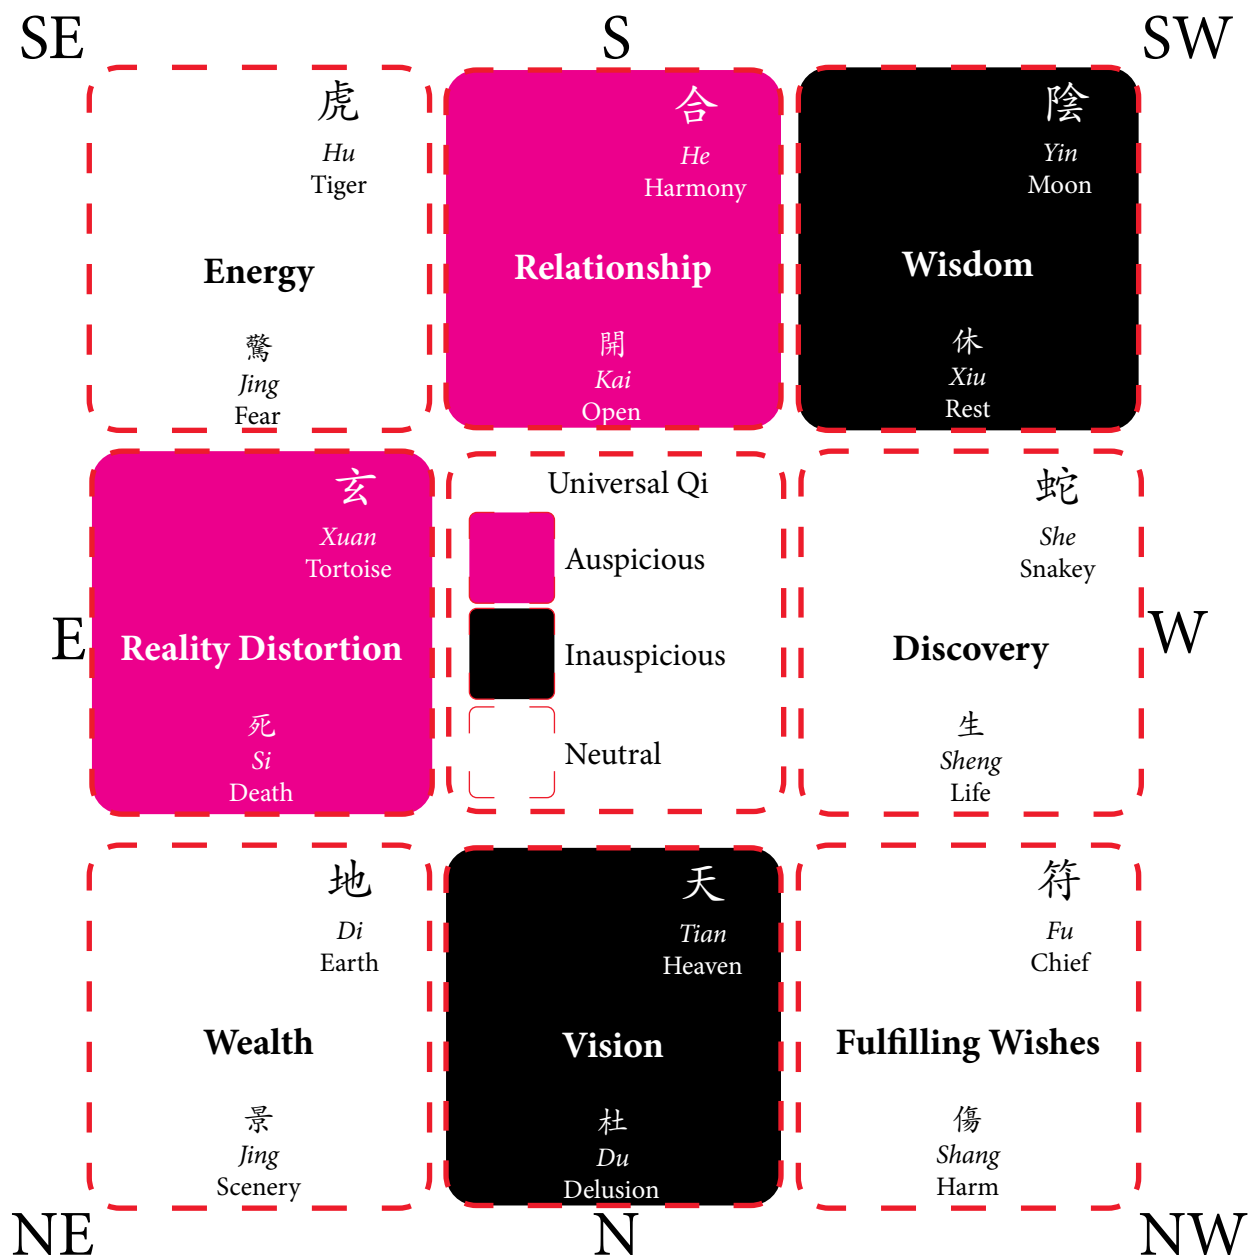 SE
S
SW
虎
Hu
Tiger
Energy
驚
Jing
Fear
合
He
Harmony
Relationship
開
Kai
Open
陰
Yin
Moon
Wisdom
休
Xiu
Rest
E
玄
Xuan
Tortoise
Reality Distortion
死
Si
Death
Universal Qi
Auspicious
Inauspicious
Neutral
蛇
She
Snakey
Discovery
生
Sheng
Life
W
地
Di
Earth
Wealth
景
Jing
Scenery
天
Tian
Heaven
Vision
杜
Du
Delusion
符
Fu
Chief
Fulfilling Wishes
傷
Shang
Harm
NE
N
NW